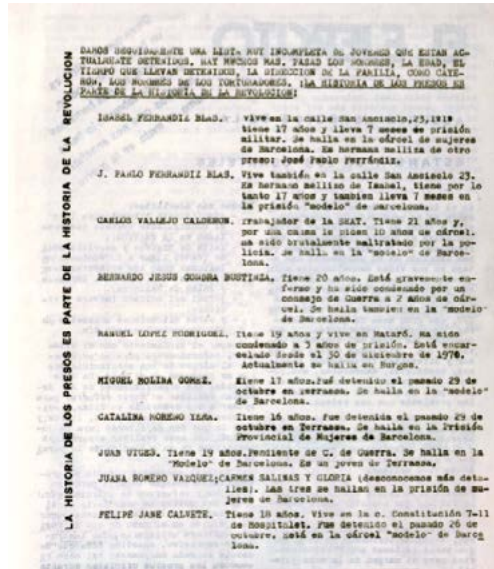 LA HISTORIA DE LOS PRESOS ES PARTE DE LA HISTORIA DE LA REVOLUCION
DAMOS SEGUIDAMENTE UNA LISTA MUY INCOMPLETA DE JOVENES QUE ESTAN AC-
TUALMENTE DETENIDOS, HAY MUCHOS MAS, PASAD LOS NOMBRES, LA EDAD, EL
TIEMPO QUE LLEVAN DETENIDOS, LA DIRECCION DE LA FAMILIA, COMO CAYE-
RON, LOS NOMBRES DE LOS TORTURADORES. ¡LA HISTORIA DE LOS PRESOS ES
PARTE DE LA HISTORIA DE LA REVOLUCION!
ISABEL FERRANDIZ BLAS. Vive en la calle San Anciselo, 23,
tiene 17 años y lleva 7 meses de prisión
militar. Se halla en la cárcel de mujeres
de Barcelona. Es hermana melliza de otro
preso: José Pablo Ferrándiz.
J. PABLO FERRANDIZ BLAS. Vive también en la calle San Anciselo 23.
Es hermano mellizo de Isabel, tiene por lo
tanto 17 años y tambien lleva 7 meses en
la prisión "modelo" de Barcelona.
CARLOS VALLEJO CALDERON. Trabajador de la SEAT. Tiene 21 años y,
por una causa le piden 10 años de cárcel.
Ha sido brutalmente maltratado por la po-
licía. Se halla en la "modelo" de Barce-
lona.
BERNARDO JESUS GONGRA BUSTINZA. Tiene 20 años. Está gravemente en-
fermo y ha sido condenado por un
consejo de Guerra a 2 años de cár-
cel. Se halla tambien en la "modelo"
de Barcelona.
MANUEL LOPEZ RODRIGUEZ. Tiene 19 años y vive en Mataró. Ha sido
condenado a 3 años de prisión. Está encar-
celado desde el 30 de diciembre de 1970.
Actualmente se halla en Burgos.
MIGUEL MOLINA GOMEZ. Tiene 17 años. Fué detenido el pasado 29 de
octubre en Terrassa. Se halla en la "modelo"
de Barcelona.
CATALINA MORENO Tiene 16 años. Fue detenida el pasado 29 de
octubre en Terrassa. Se halla en la Prisión
Provincial de Mujeres de Barcelona.
JUAN UTGES. Tiene 19 años. Pendiente de C. de Guerra. Se halla en la
"Modelo" de Barcelona. Es un joven de Terrassa.
JUANA ROMERO VAZQUEZ; CARMEN SALINAS Y GLORIA (desconocemos más deta-
lles). Las tres se hallan en la prisión de mu-
jeres de Barcelona.
FELIPE JANE CALVETE. Tiene 18 años. Vive en la c. Constitución 7-11
de Hospitalet. Fue detenido el pasado 26 de
octubre. Está en la cárcel "modelo" de Barce
lona.